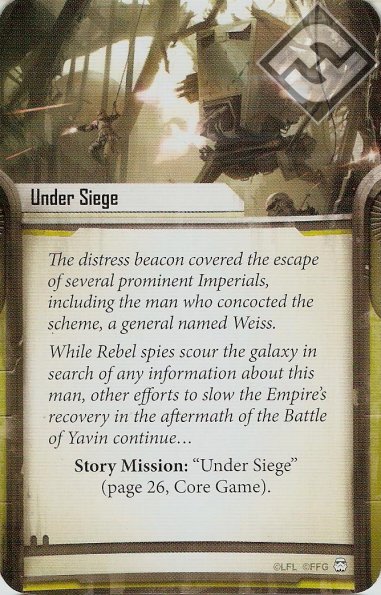 Under Siege
The distress beacon covered the escape
of several prominent Imperials,
including the man who concocted the
scheme, a general named Weiss.
While Rebel spies scour the galaxy in
search of any information about this
man, other efforts to slow the Empire's
recovery in the aftermath of the Battle
of Yavin continue…
Story Mission: “Under Siege”
(page 26, Core Game).
©LFL ©FFG